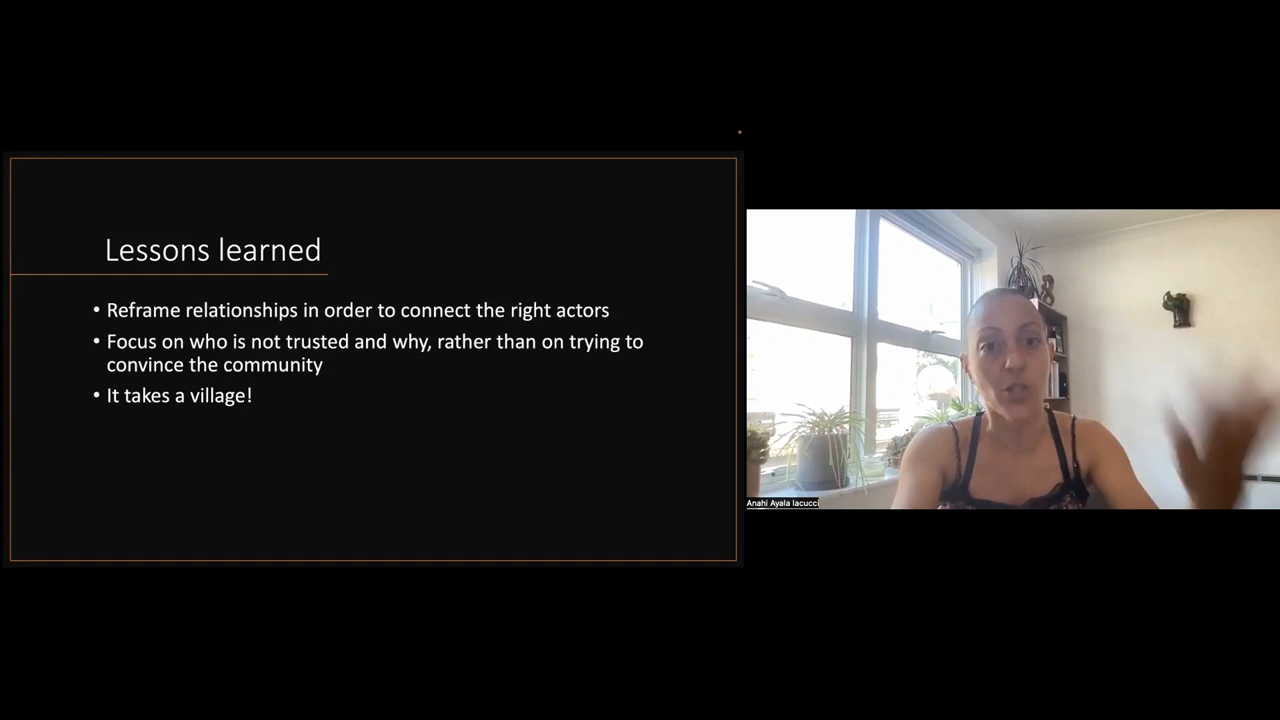 Lessons learned
• Reframe relationships in order to connect the right actors
• Focus on who is not trusted and why, rather than on trying to
convince the community
• It takes a village!
Anahi Ayala Iacucci